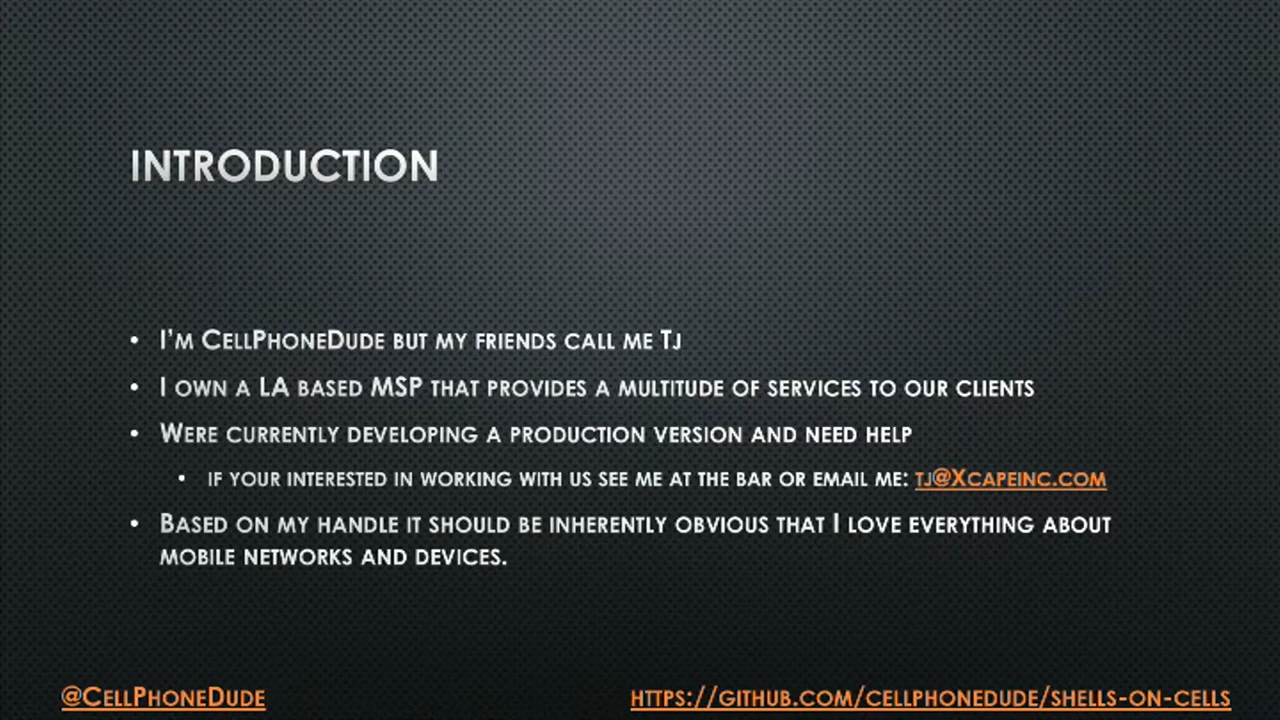 INTRODUCTION
• I'M CELLPHONEDUDE BUT MY FRIENDS CALL ME TJ
• I OWN A LA BASED MSP THAT PROVIDES A MULTITUDE OF SERVICES TO OUR CLIENTS
• WERE CURRENTLY DEVELOPING A PRODUCTION VERSION AND NEED HELP
• IF YOUR INTERESTED IN WORKING WITH US SEE ME AT THE BAR OR EMAIL ME: TJ@XCAPEINC.COM
• BASED ON MY HANDLE IT SHOULD BE INHERENTLY OBVIOUS THAT I LOVE EVERYTHING ABOUT
MOBILE NETWORKS AND DEVICES.
@CELLPHONEDUDE
HTTPS://GITHUB.COM/CELLPHONEDUDE/SHELLS-ON-CELLS